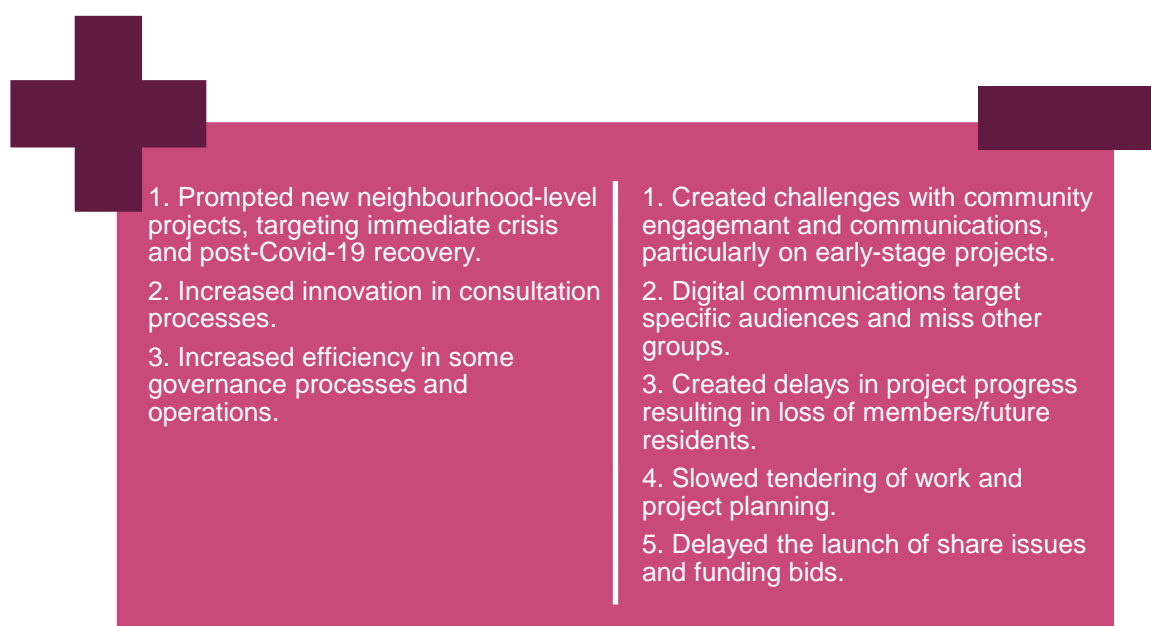 1. Prompted new neighbourhood-level
projects, targeting immediate crisis
and post-Covid-19 recovery.
2. Increased innovation in consultation
processes.
3. Increased efficiency in some
governance processes and
operations.
1. Created challenges with community
engagemant and communications,
particularly on early-stage projects.
2. Digital communications target
specific audiences and miss other
groups.
3. Created delays in project progress
resulting in loss of members/future
residents.
4. Slowed tendering of work and
project planning.
5. Delayed the launch of share issues
and funding bids.